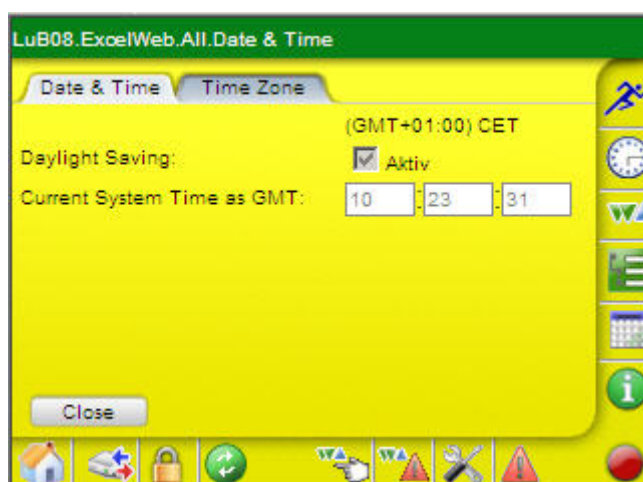 LuB08.ExcelWeb.All.Date & Time
Date & Time Time Zone
(GMT+01:00) CET
Daylight Saving: Aktiv
Current System Time as GMT: 10 : 23 : 31
Close